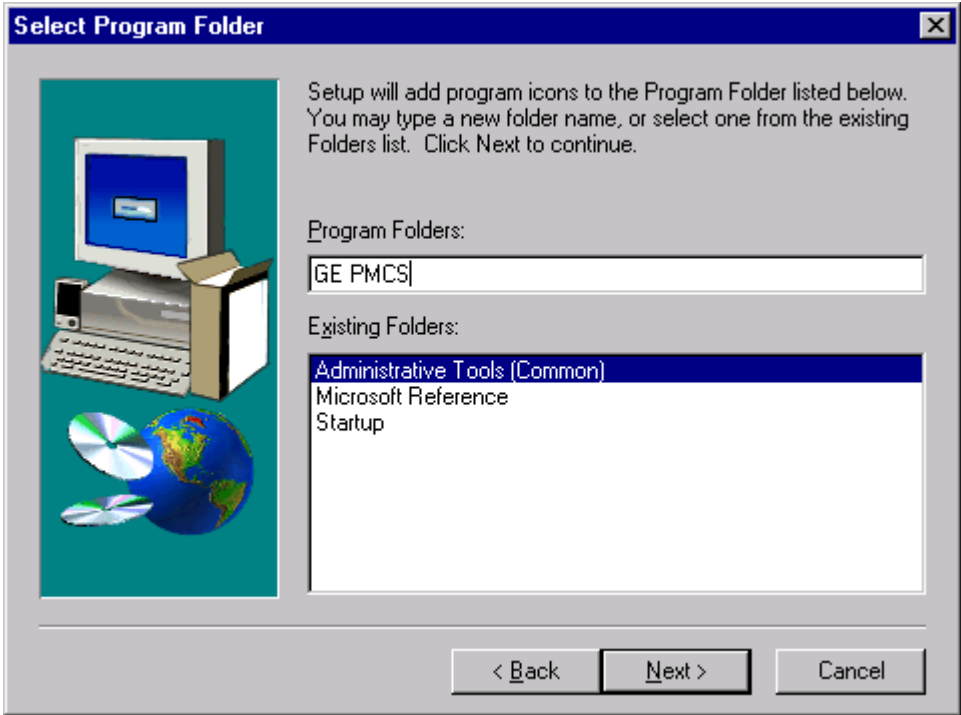 Select Program Folder
Setup will add program icons to the Program Folder listed below.
You may type a new folder name, or select one from the existing
Folders list.  Click Next to continue.
Program Folders:
GE PMCS
Existing Folders:
Administrative Tools (Common)
Microsoft Reference
Startup
< Back
Next >
Cancel